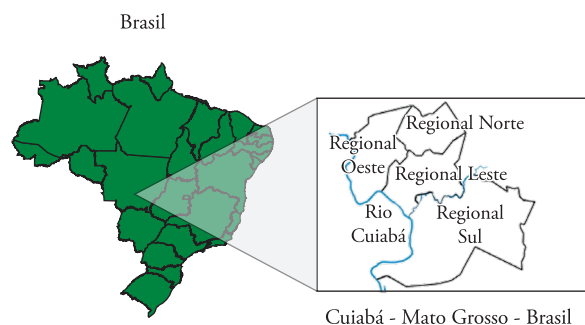 Brasil
Regional Norte
Regional
Oeste
Regional Leste
Rio
Cuiabá
Regional
Sul
Cuiabá - Mato Grosso - Brasil